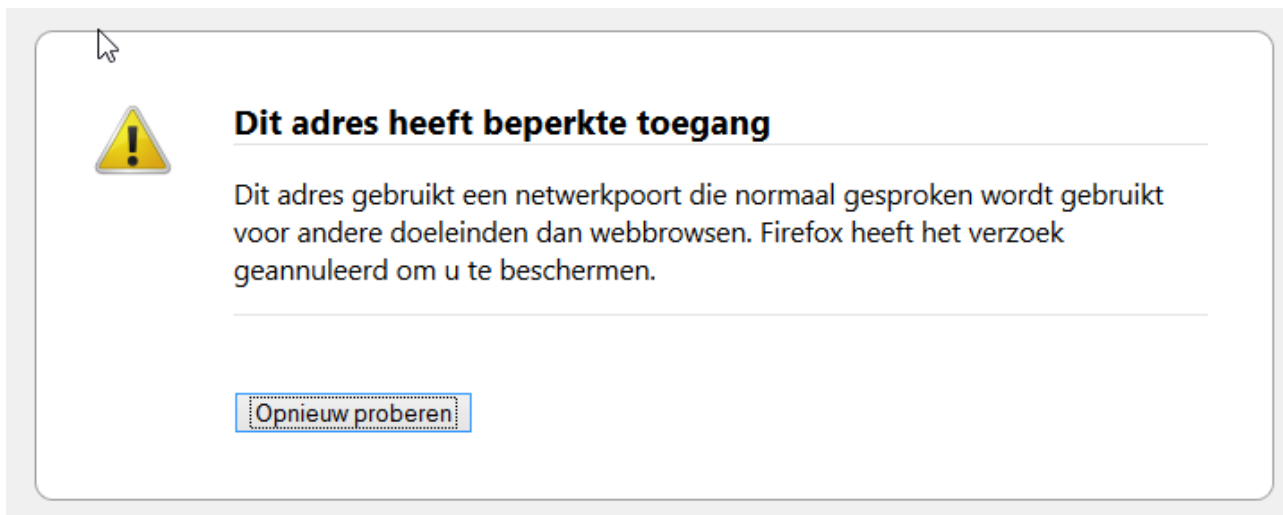 Dit adres heeft beperkte toegang
Dit adres gebruikt een netwerkpoort die normaal gesproken wordt gebruikt
voor andere doeleinden dan webbrowsen. Firefox heeft het verzoek
geannuleerd om u te beschermen.
Opnieuw proberen